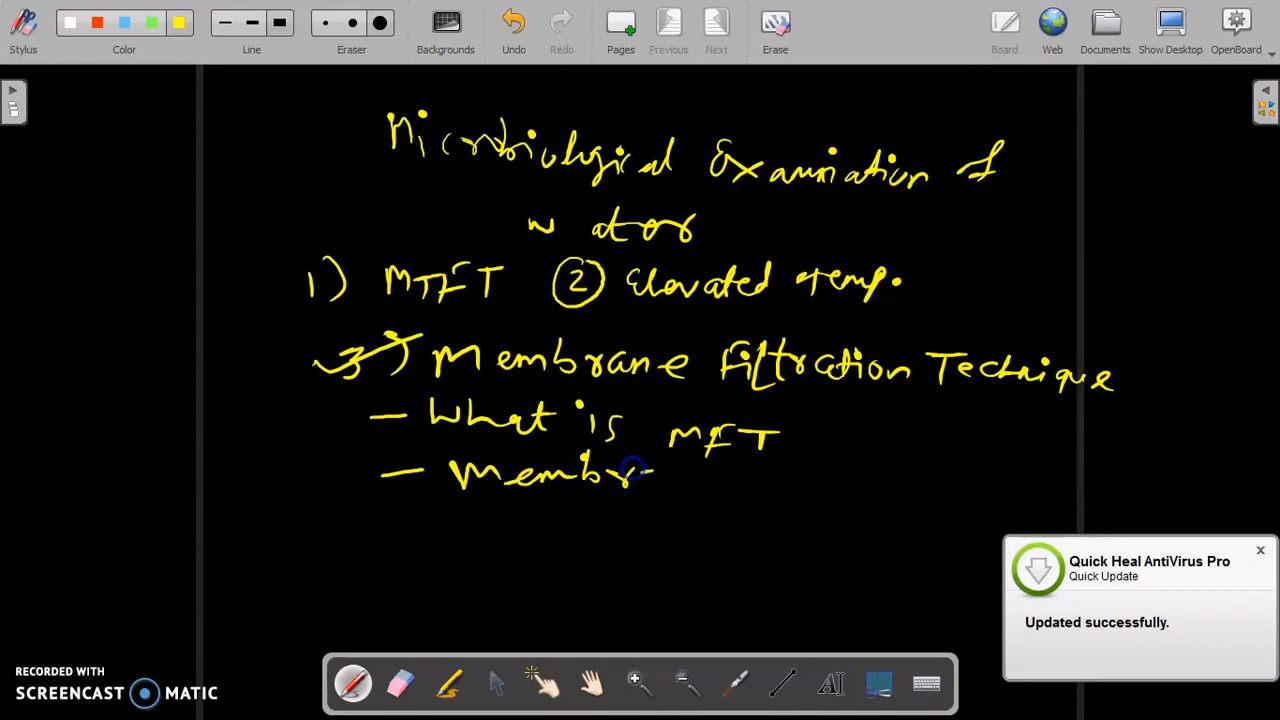 Stylus Color Line Eraser Backgrounds Undo Redo Pages Previous Next Erase Board Web Documents Show Desktop OpenBoard
Microbiological Examination of
water
1) MTFT ② Elevated temp.
3) Membrane Filtration Technique
— What is MFT
— Membr
Quick Heal AntiVirus Pro
Quick Update
x
Updated successfully.
RECORDED WITH
SCREENCAST MATIC
AI